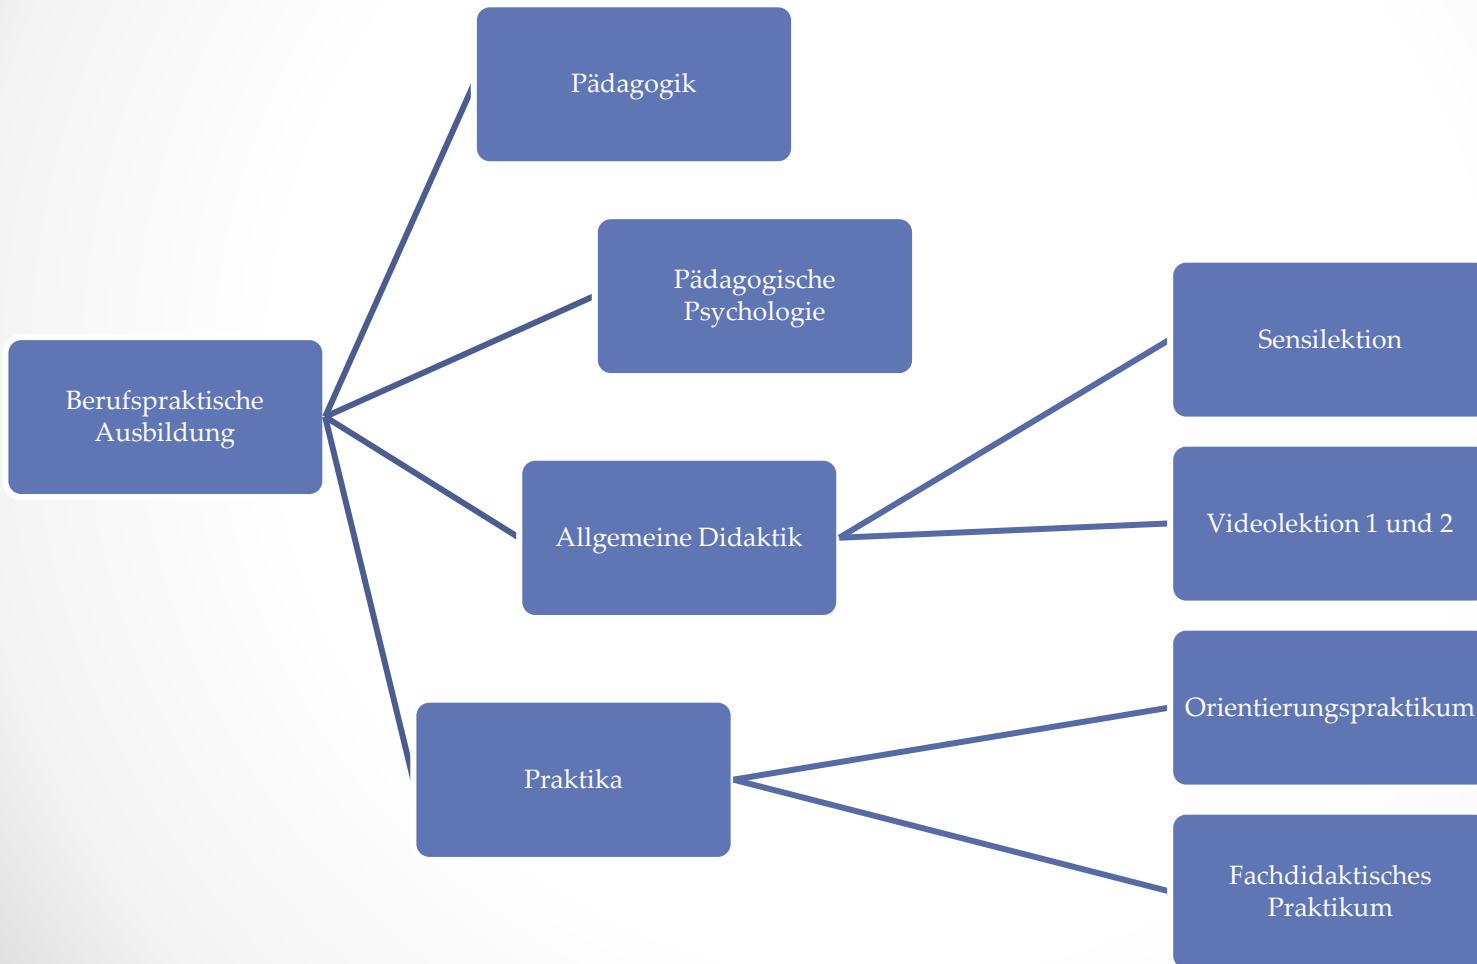 Pädagogik
Pädagogische
Psychologie
Berufspraktische
Ausbildung
Allgemeine Didaktik
Praktika
Sensilektion
Videolektion 1 und 2
Orientierungspraktikum
Fachdidaktisches
Praktikum